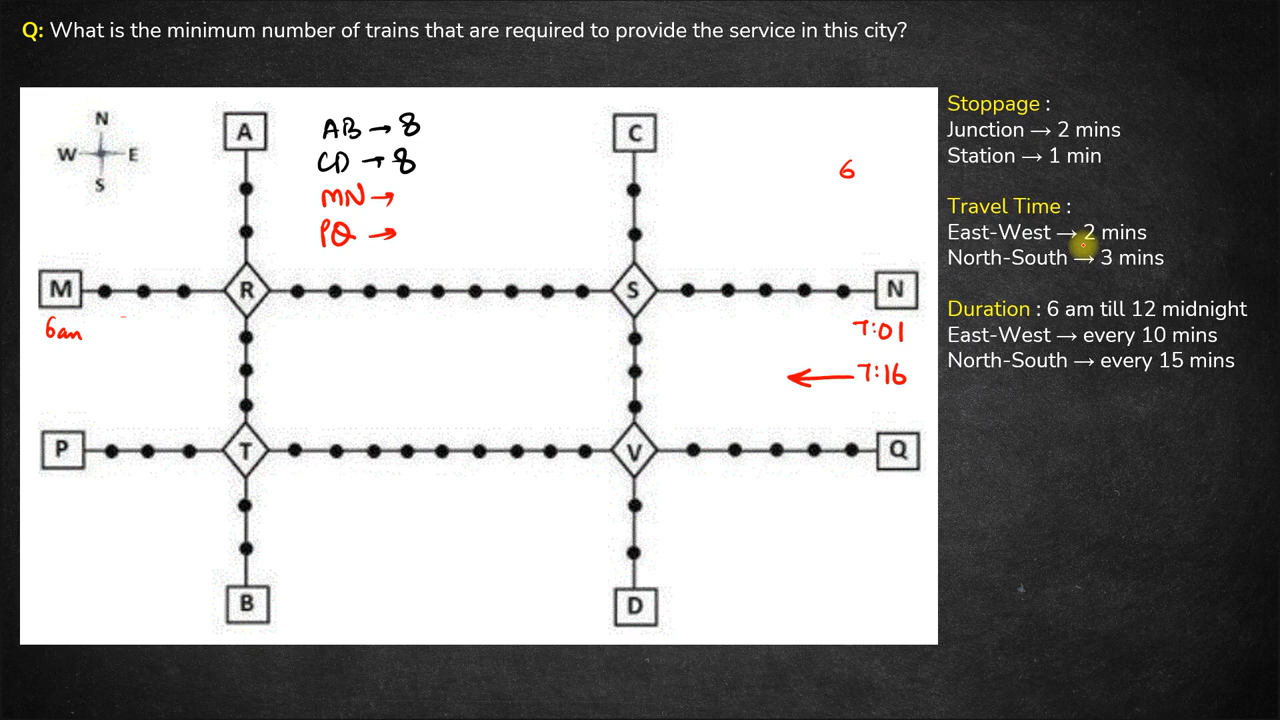 Q: What is the minimum number of trains that are required to provide the service in this city?
N
W E
S
A
C
AB → 8
CD → 8
MN →
PQ →
6
M
R
S
N
6am
7:01
← 7:16
P
T
V
Q
B
D
Stoppage :
Junction → 2 mins
Station → 1 min
Travel Time :
East-West → 2 mins
North-South → 3 mins
Duration : 6 am till 12 midnight
East-West → every 10 mins
North-South → every 15 mins